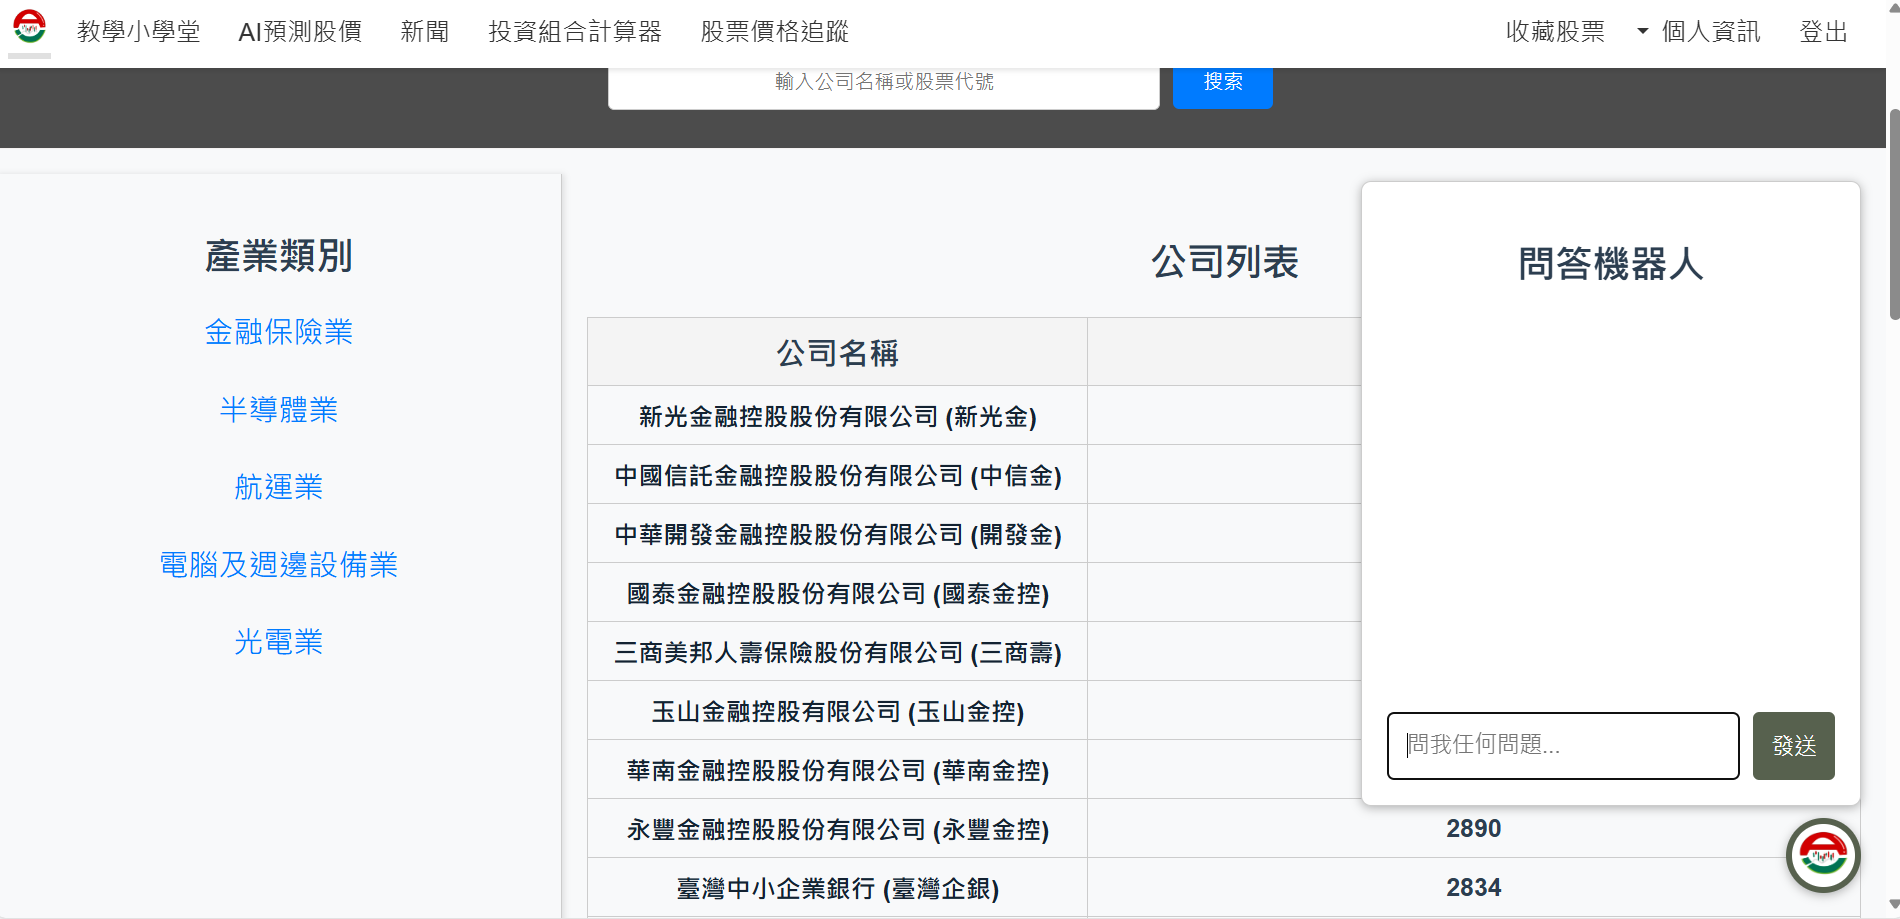 教學小學堂 AI預測股價 新聞 投資組合計算器 股票價格追蹤 收藏股票 個人資訊 登出
輸入公司名稱或股票代號 搜索
產業類別
金融保險業
半導體業
航運業
電腦及週邊設備業
光電業
公司列表
公司名稱
新光金融控股股份有限公司 (新光金)
中國信託金融控股股份有限公司 (中信金)
中華開發金融控股股份有限公司 (開發金)
國泰金融控股股份有限公司 (國泰金控)
三商美邦人壽保險股份有限公司 (三商壽)
玉山金融控股有限公司 (玉山金控)
華南金融控股股份有限公司 (華南金控)
永豐金融控股股份有限公司 (永豐金控) 2890
臺灣中小企業銀行 (臺灣企銀) 2834
問答機器人
問我任何問題... 發送